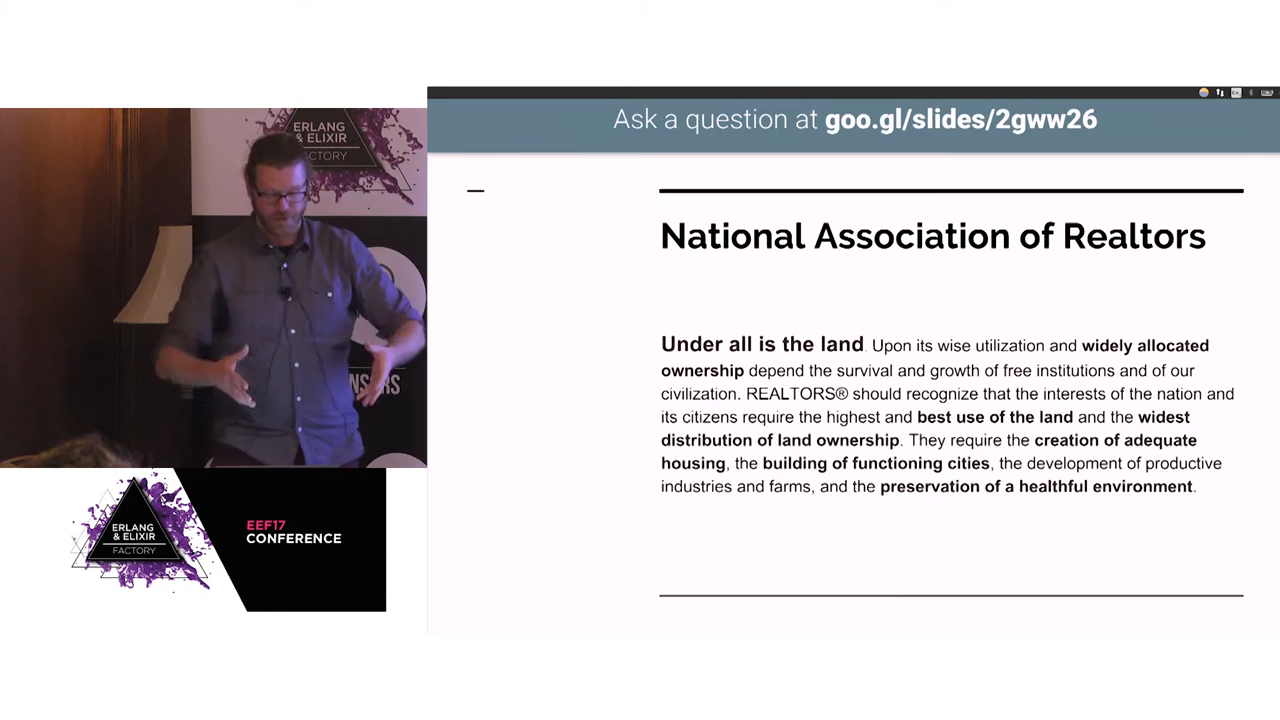 ERLANG
& ELIXIR
FACTORY
ERLANG
& ELIXIR
FACTORY
EEF17
CONFERENCE
Ask a question at goo.gl/slides/2gww26
National Association of Realtors
Under all is the land. Upon its wise utilization and widely allocated
ownership depend the survival and growth of free institutions and of our
civilization. REALTORS® should recognize that the interests of the nation and
its citizens require the highest and best use of the land and the widest
distribution of land ownership. They require the creation of adequate
housing, the building of functioning cities, the development of productive
industries and farms, and the preservation of a healthful environment.